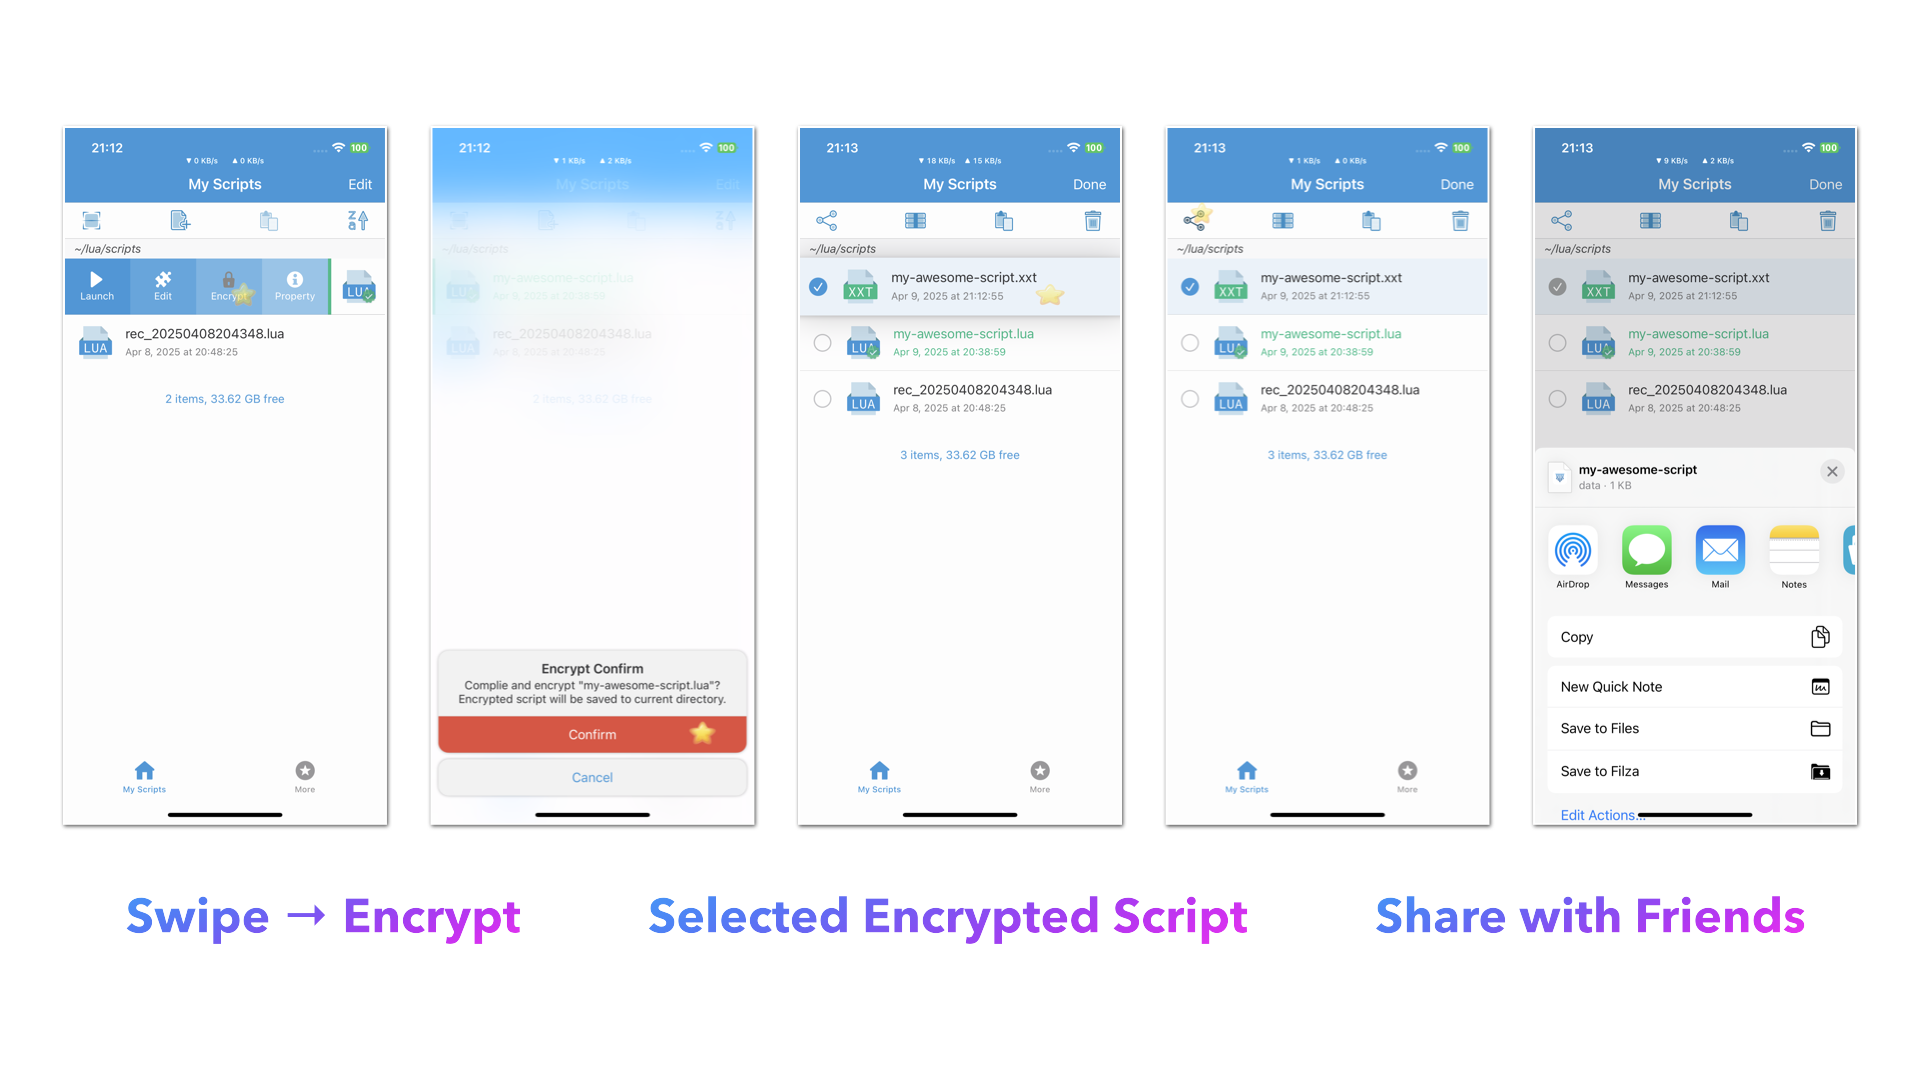 21:12
100
▼ 0 KB/s ▲ 0 KB/s
My Scripts
Edit
Z
a
~/lua/scripts
Launch
Edit
Encrypt
Property
LUA
LUA
rec_20250408204348.lua
Apr 8, 2025 at 20:48:25
2 items, 33.62 GB free
My Scripts
More
21:12
100
▼ 1 KB/s ▲ 2 KB/s
My Scripts
Edit
~/lua/scripts
my-awesome-script.lua
Apr 9, 2025 at 20:38:59
LUA
rec_20250408204348.lua
Apr 8, 2025 at 20:48:25
2 items, 33.62 GB free
Encrypt Confirm
Complie and encrypt "my-awesome-script.lua"?
Encrypted script will be saved to current directory.
Confirm
Cancel
21:13
100
▼ 18 KB/s ▲ 15 KB/s
My Scripts
Done
~/lua/scripts
XXT
my-awesome-script.xxt
Apr 9, 2025 at 21:12:55
LUA
my-awesome-script.lua
Apr 9, 2025 at 20:38:59
LUA
rec_20250408204348.lua
Apr 8, 2025 at 20:48:25
3 items, 33.62 GB free
My Scripts
More
21:13
100
▼ 1 KB/s ▲ 0 KB/s
My Scripts
Done
~/lua/scripts
XXT
my-awesome-script.xxt
Apr 9, 2025 at 21:12:55
LUA
my-awesome-script.lua
Apr 9, 2025 at 20:38:59
LUA
rec_20250408204348.lua
Apr 8, 2025 at 20:48:25
3 items, 33.62 GB free
My Scripts
More
21:13
100
▼ 9 KB/s ▲ 2 KB/s
My Scripts
Done
~/lua/scripts
XXT
my-awesome-script.xxt
Apr 9, 2025 at 21:12:55
LUA
my-awesome-script.lua
Apr 9, 2025 at 20:38:59
LUA
rec_20250408204348.lua
Apr 8, 2025 at 20:48:25
my-awesome-script
data · 1 KB
AirDrop
Messages
Mail
Notes
Copy
New Quick Note
Save to Files
Save to Filza
Edit Actions...
Swipe → Encrypt
Selected Encrypted Script
Share with Friends